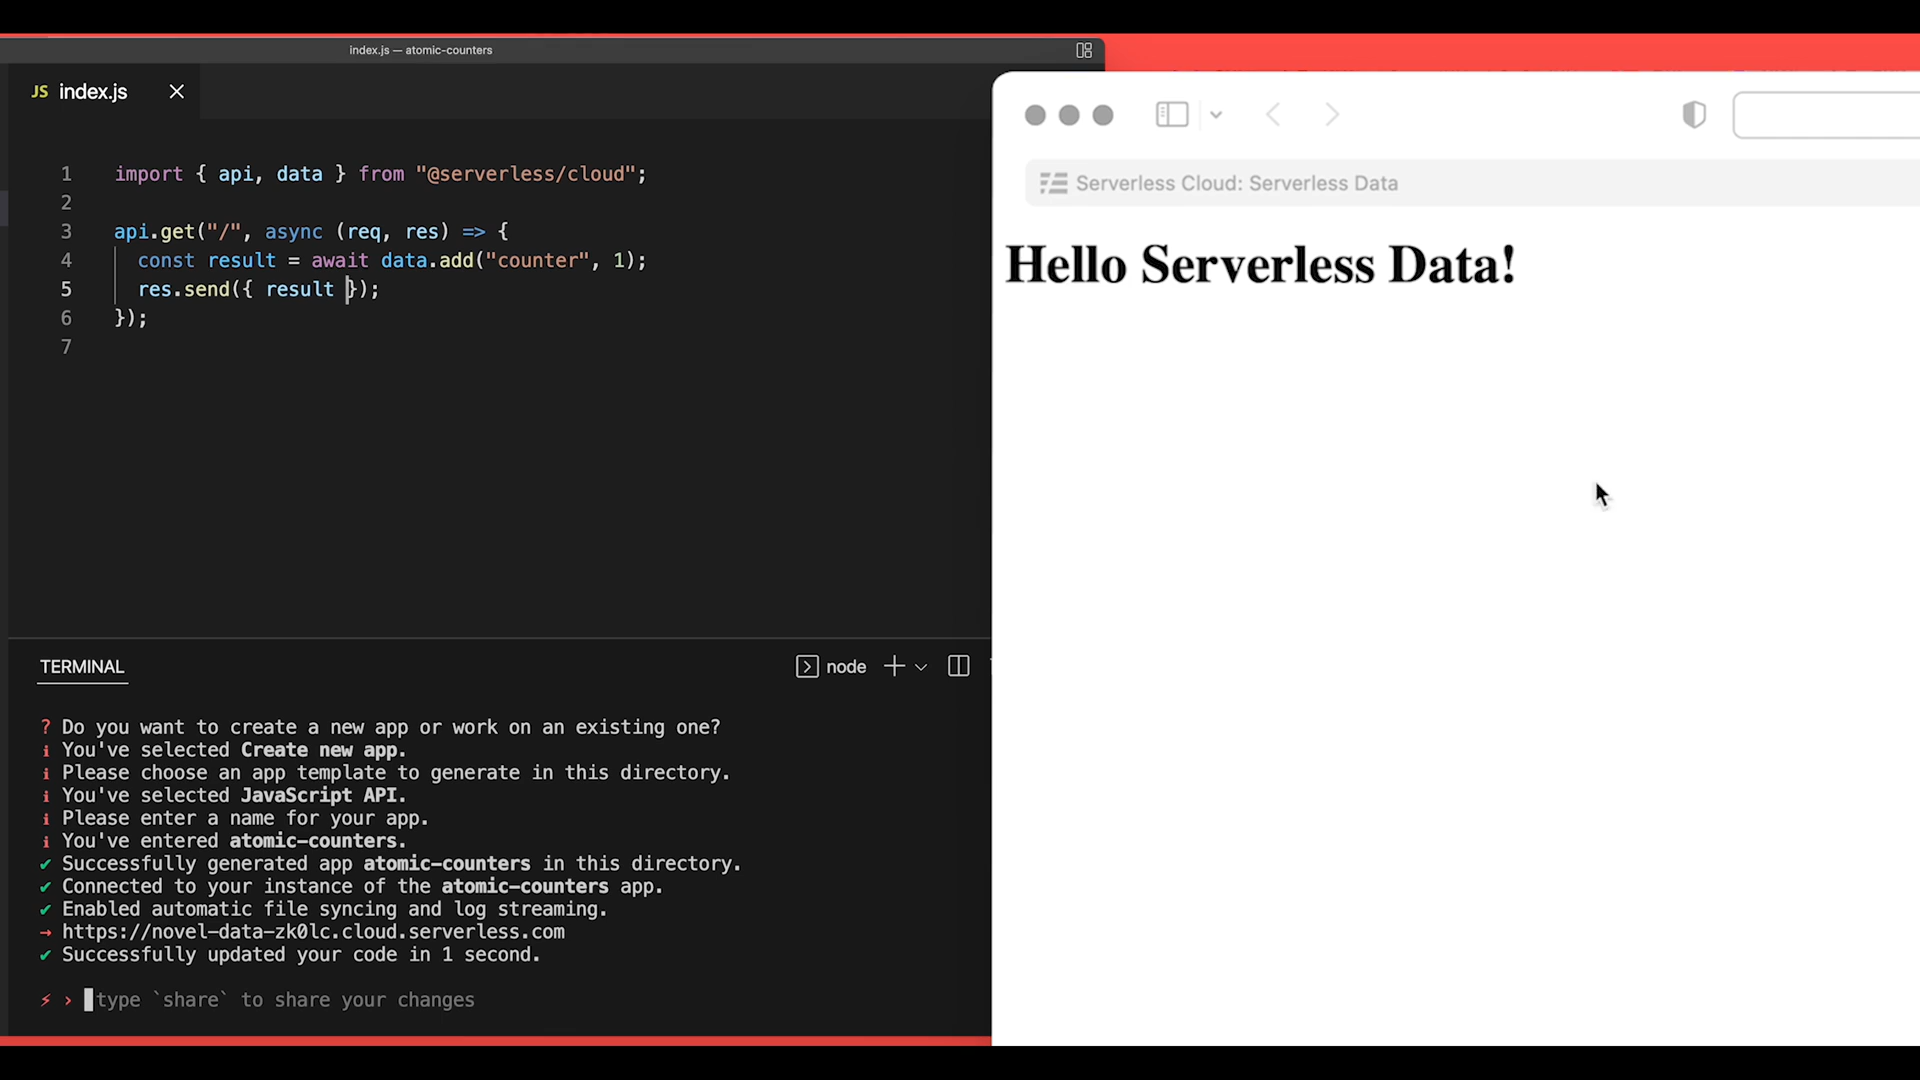 index.js — atomic-counters
JS index.js
1 import { api, data } from "@serverless/cloud";
2
3 api.get("/", async (req, res) => {
4 const result = await data.add("counter", 1);
5 res.send({ result });
6 });
7
TERMINAL
node
? Do you want to create a new app or work on an existing one?
i You've selected Create new app.
i Please choose an app template to generate in this directory.
i You've selected JavaScript API.
i Please enter a name for your app.
i You've entered atomic-counters.
✔ Successfully generated app atomic-counters in this directory.
✔ Connected to your instance of the atomic-counters app.
✔ Enabled automatic file syncing and log streaming.
→ https://novel-data-zk0lc.cloud.serverless.com
✔ Successfully updated your code in 1 second.
⚡ › type `share` to share your changes
Serverless Cloud: Serverless Data
Hello Serverless Data!